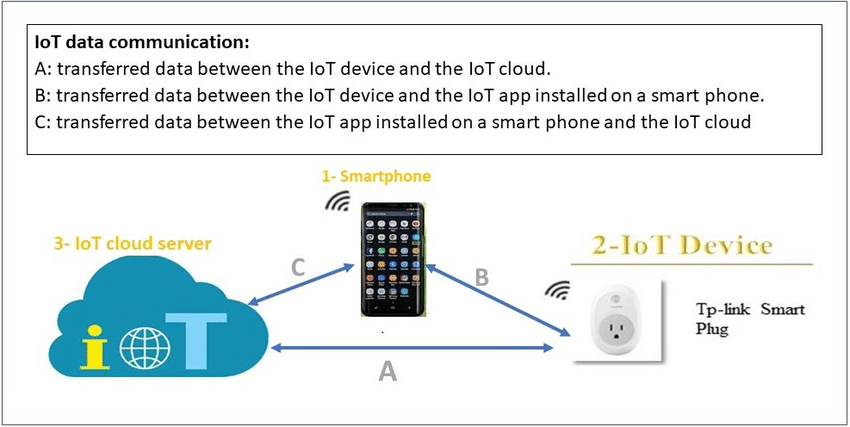 IoT data communication:
A: transferred data between the IoT device and the IoT cloud.
B: transferred data between the IoT device and the IoT app installed on a smart phone.
C: transferred data between the IoT app installed on a smart phone and the IoT cloud
1- Smartphone
3- IoT cloud server
2-IoT Device
C
B
Tp-link Smart
Plug
ioT
A